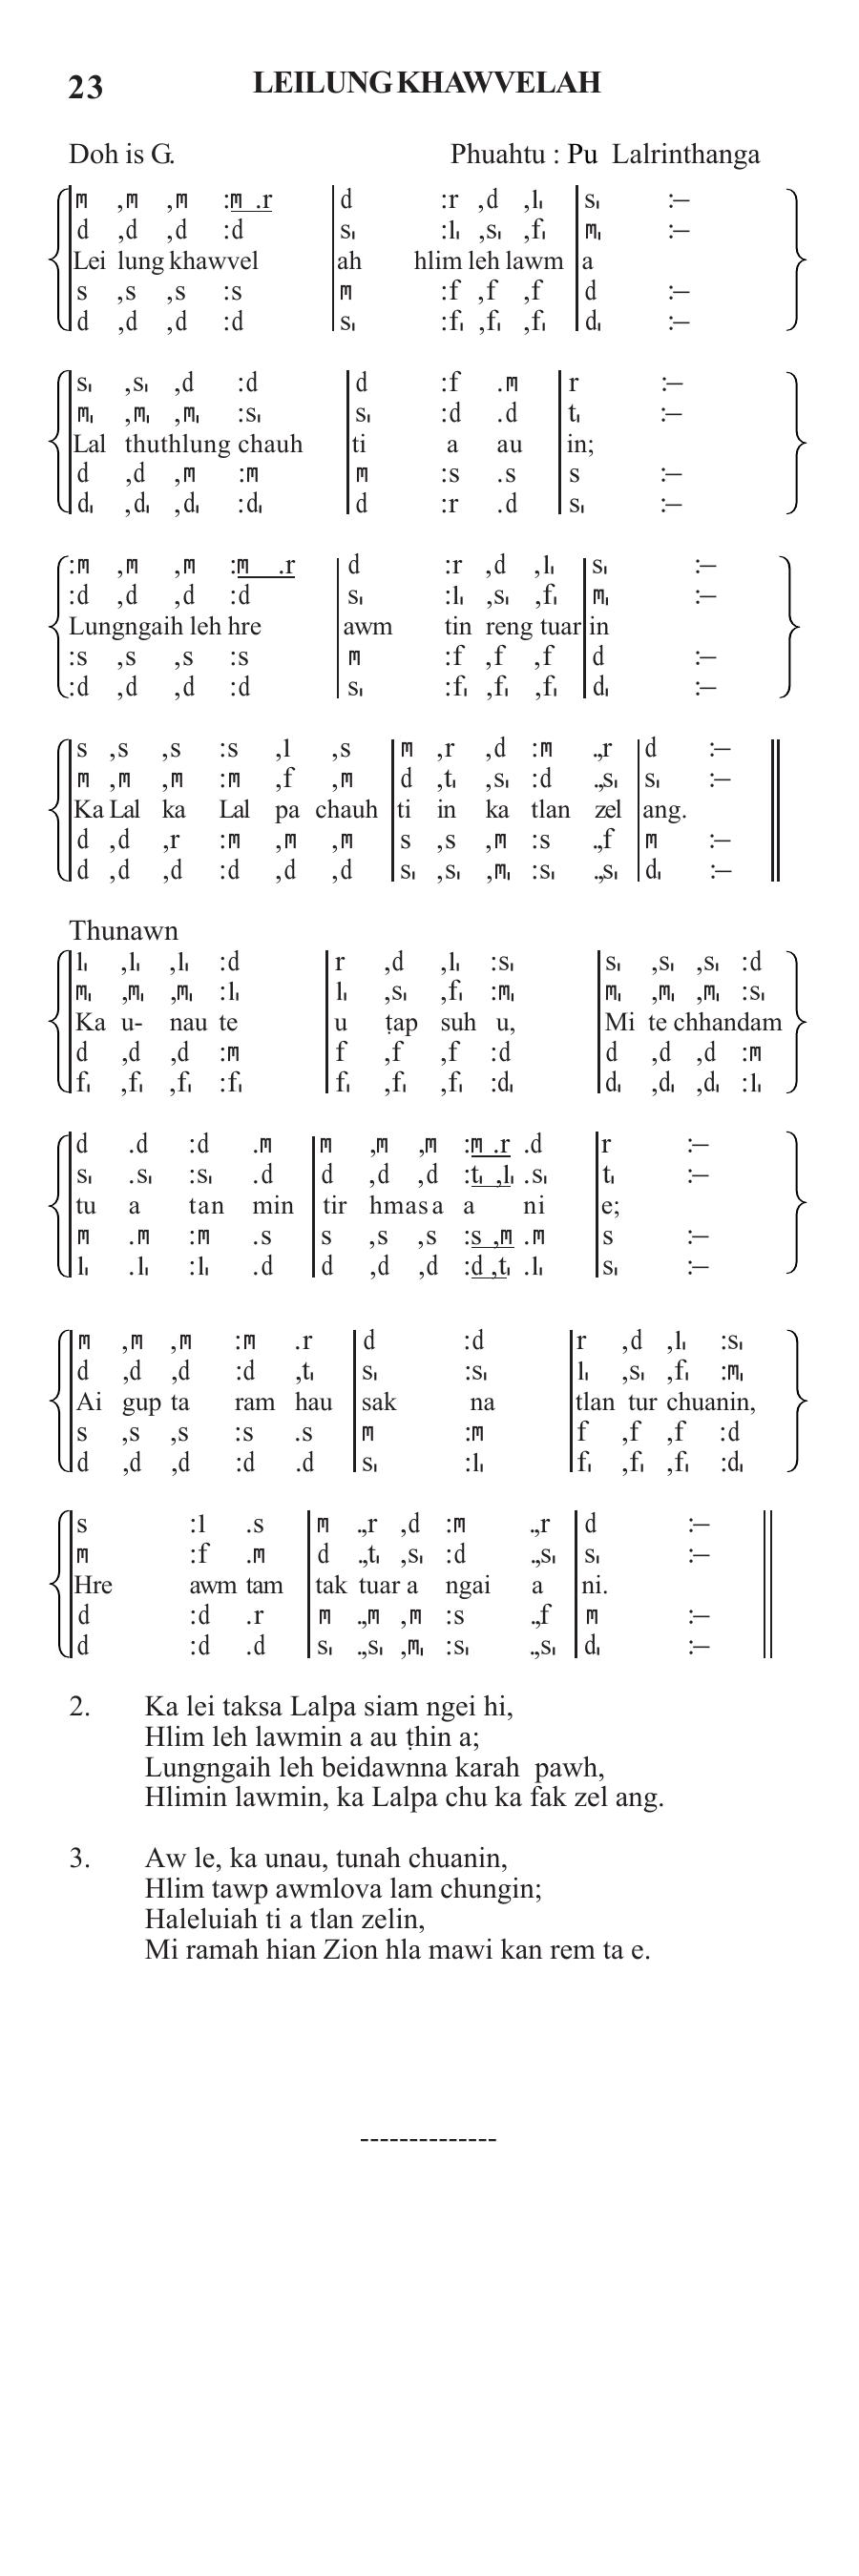 23 LEILUNG KHAWVELAH
Doh is G. Phuahtu : Pu Lalrinthanga
m ,m ,m :m .r | d :r ,d ,l₁ | s₁ :–
d ,d ,d :d | s₁ :l₁ ,s₁ ,f₁ | m₁ :–
Lei lung khawvel | ah hlim leh lawm | a
s ,s ,s :s | m :f ,f ,f | d :–
d ,d ,d :d | s₁ :f₁ ,f₁ ,f₁ | d₁ :–
s₁ ,s₁ ,d :d | d :f .m | r :–
m₁ ,m₁ ,m₁ :s₁ | s₁ :d .d | t₁ :–
Lal thuthlung chauh | ti a au | in;
d ,d ,m :m | m :s .s | s :–
d₁ ,d₁ ,d₁ :d₁ | d :r .d | s₁ :–
:m ,m ,m :m .r | d :r ,d ,l₁ | s₁ :–
:d ,d ,d :d | s₁ :l₁ ,s₁ ,f₁ | m₁ :–
Lungngaih leh hre | awm tin reng tuar | in
:s ,s ,s :s | m :f ,f ,f | d :–
:d ,d ,d :d | s₁ :f₁ ,f₁ ,f₁ | d₁ :–
s ,s ,s :s ,l ,s | m ,r ,d :m .,r | d :–
m ,m ,m :m ,f ,m | d ,t₁ ,s₁ :d .,s₁ | s₁ :–
Ka Lal ka Lal pa chauh | ti in ka tlan zel | ang.
d ,d ,r :m ,m ,m | s ,s ,m :s .,f | m :–
d ,d ,d :d ,d ,d | s₁ ,s₁ ,m₁ :s₁ .,s₁ | d₁ :–
Thunawn
l₁ ,l₁ ,l₁ :d | r ,d ,l₁ :s₁ | s₁ ,s₁ ,s₁ :d
m₁ ,m₁ ,m₁ :l₁ | l₁ ,s₁ ,f₁ :m₁ | m₁ ,m₁ ,m₁ :s₁
Ka u- nau te | u ṭap suh u, | Mi te chhandam
d ,d ,d :m | f ,f ,f :d | d ,d ,d :m
f₁ ,f₁ ,f₁ :f₁ | f₁ ,f₁ ,f₁ :d₁ | d₁ ,d₁ ,d₁ :l₁
d .d :d .m | m ,m ,m :m .r .d | r :–
s₁ .s₁ :s₁ .d | d ,d ,d :t₁ ,l₁ .s₁ | t₁ :–
tu a tan min | tir hmasa a ni | e;
m .m :m .s | s ,s ,s :s ,m .m | s :–
l₁ .l₁ :l₁ .d | d ,d ,d :d ,t₁ .l₁ | s₁ :–
m ,m ,m :m .r | d :d | r ,d ,l₁ :s₁
d ,d ,d :d ,t₁ | s₁ :s₁ | l₁ ,s₁ ,f₁ :m₁
Ai gup ta ram hau | sak na | tlan tur chuanin,
s ,s ,s :s .s | m :m | f ,f ,f :d
d ,d ,d :d .d | s₁ :l₁ | f₁ ,f₁ ,f₁ :d₁
s :l .s | m .,r ,d :m .,r | d :–
m :f .m | d .,t₁ ,s₁ :d .,s₁ | s₁ :–
Hre awm tam | tak tuar a ngai a | ni.
d :d .r | m .,m ,m :s .,f | m :–
d :d .d | s₁ .,s₁ ,m₁ :s₁ .,s₁ | d₁ :–
2. Ka lei taksa Lalpa siam ngei hi,
Hlim leh lawmin a au ṭhin a;
Lungngaih leh beidawnna karah pawh,
Hlimin lawmin, ka Lalpa chu ka fak zel ang.
3. Aw le, ka unau, tunah chuanin,
Hlim tawp awmlova lam chungin;
Haleluiah ti a tlan zelin,
Mi ramah hian Zion hla mawi kan rem ta e.
--------------